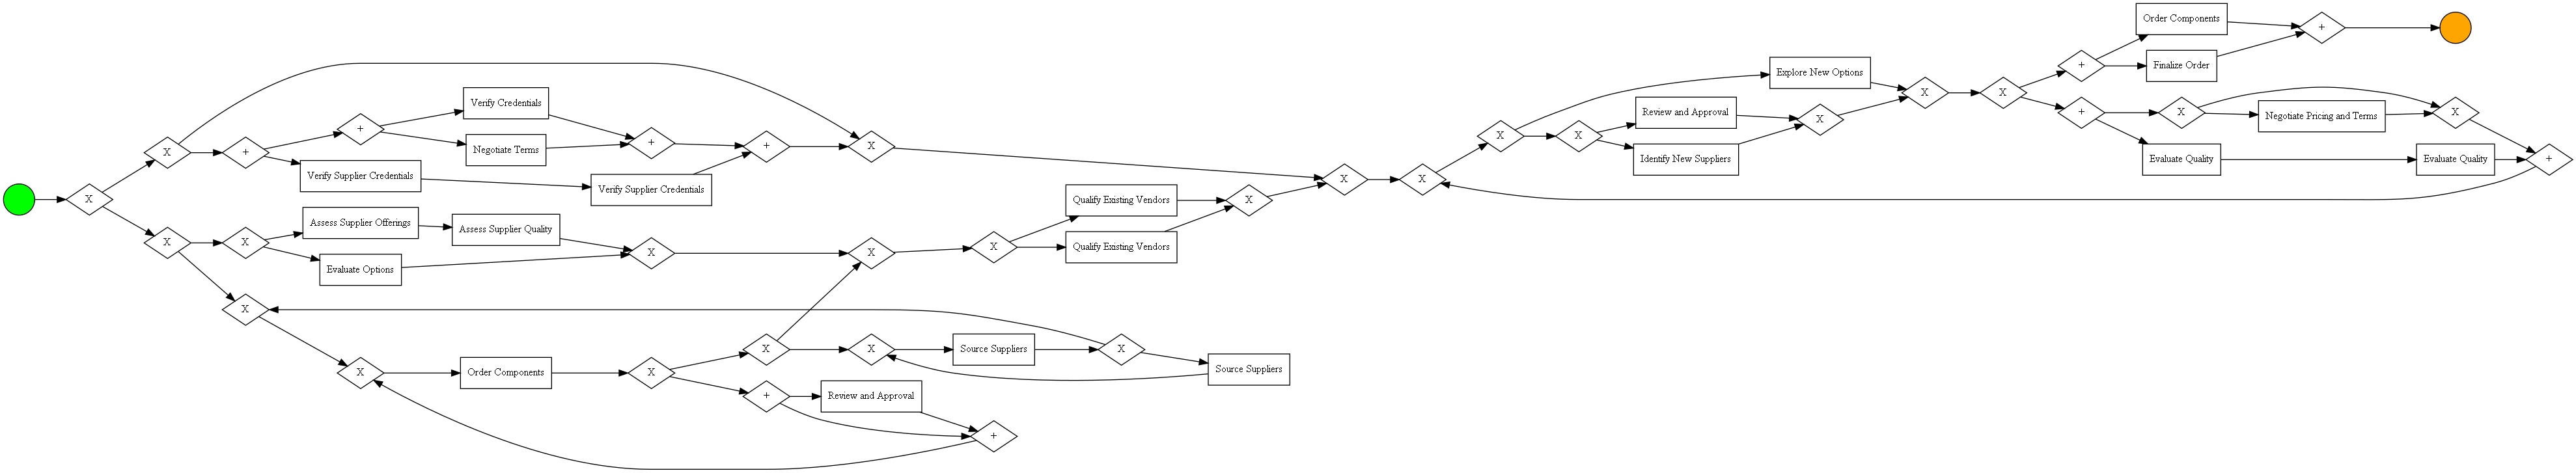 Order Components
+
Finalize Order
+
Explore New Options
X
X
Verify Credentials
Review and Approval
+
X
Negotiate Pricing and Terms
X
X
+
Negotiate Terms
+
+
X
X
X
Identify New Suppliers
X
+
X
Evaluate Quality
Evaluate Quality
+
Verify Supplier Credentials
Verify Supplier Credentials
X
X
X
Qualify Existing Vendors
X
Assess Supplier Offerings
Assess Supplier Quality
X
X
Evaluate Options
X
X
X
Qualify Existing Vendors
X
X
X
Source Suppliers
X
Source Suppliers
X
Order Components
X
+
Review and Approval
+